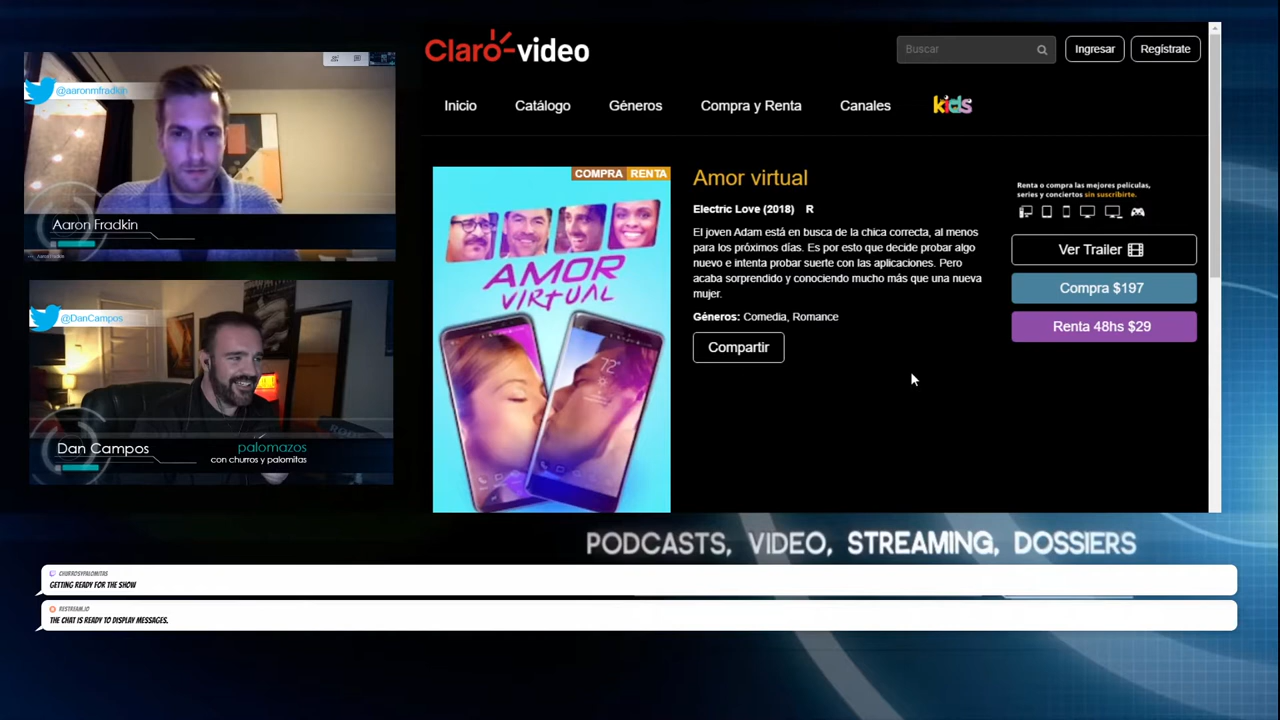 @aaronmfradkin
Aaron Fradkin
@DanCampos
Dan Campos
palomazos
con churros y palomitas
Claro-video
Buscar
Ingresar
Regístrate
Inicio
Catálogo
Géneros
Compra y Renta
Canales
kids
COMPRA RENTA
AMOR
VIRTUAL
72°
Amor virtual
Electric Love (2018) R
El joven Adam está en busca de la chica correcta, al menos
para los próximos días. Es por esto que decide probar algo
nuevo e intenta probar suerte con las aplicaciones. Pero
acaba sorprendido y conociendo mucho más que una nueva
mujer.
Géneros: Comedia, Romance
Compartir
Renta o compra las mejores películas,
series y conciertos sin suscribirte.
Ver Trailer
Compra $197
Renta 48hs $29
PODCASTS, VIDEO, STREAMING, DOSSIERS
CHURROSYPALOMITAS
GETTING READY FOR THE SHOW
RESTREAM.IO
THE CHAT IS READY TO DISPLAY MESSAGES.